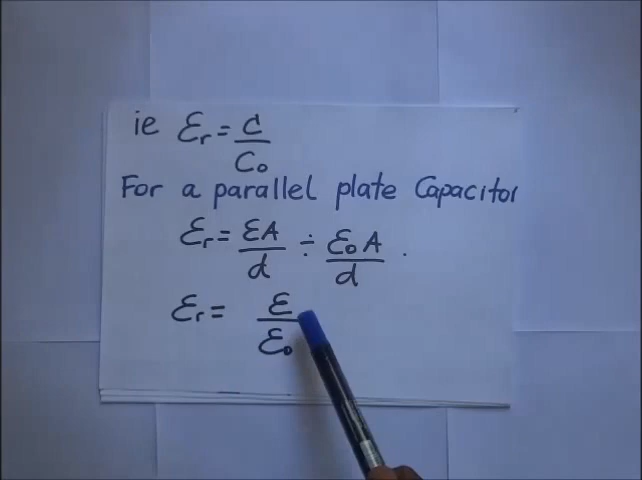 ie εr = C/C₀
For a parallel plate Capacitor
εr = εA/d ÷ ε₀A/d .
εr = ε/ε₀